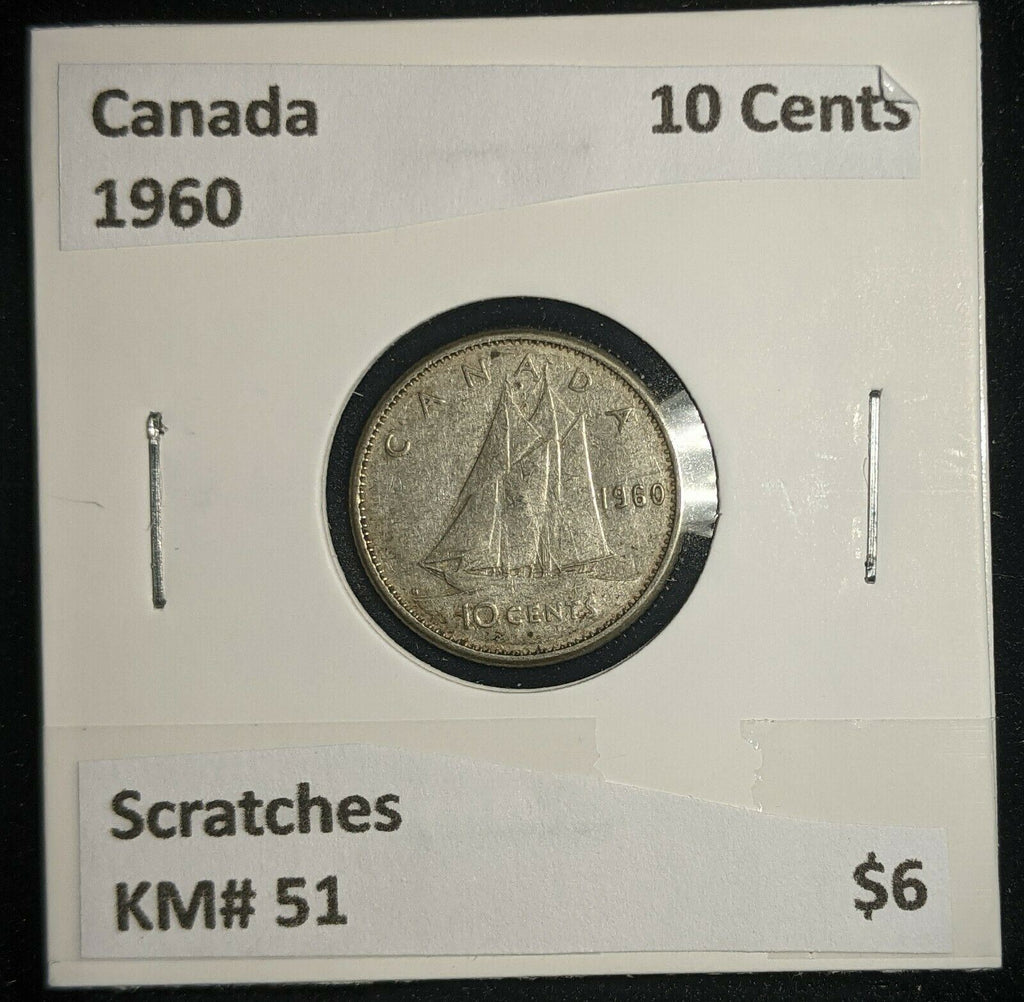 Canada 10 Cents
1960
CANADA
1960
10 CENTS
Scratches
KM# 51 $6